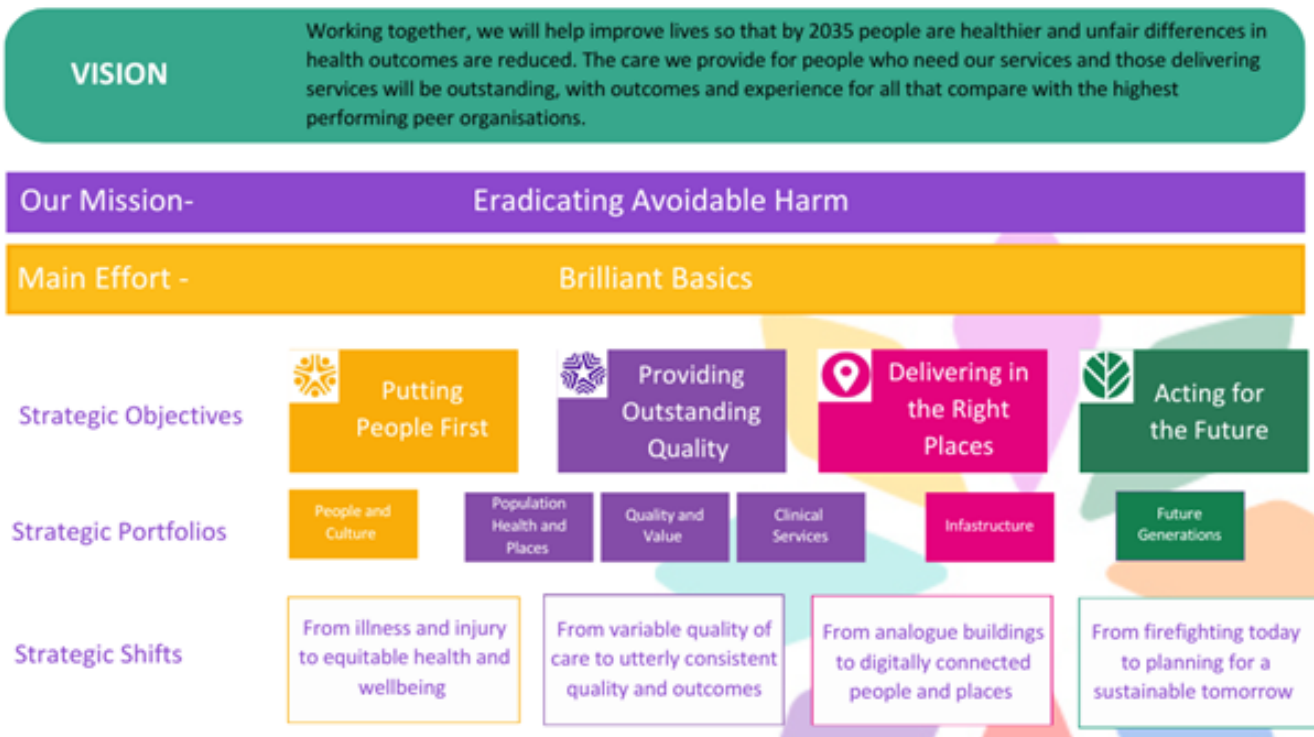 VISION
Working together, we will help improve lives so that by 2035 people are healthier and unfair differences in
health outcomes are reduced. The care we provide for people who need our services and those delivering
services will be outstanding, with outcomes and experience for all that compare with the highest
performing peer organisations.
Our Mission-
Eradicating Avoidable Harm
Main Effort -
Brilliant Basics
Strategic Objectives
Putting
People First
Providing
Outstanding
Quality
Delivering in
the Right
Places
Acting for
the Future
Strategic Portfolios
People and
Culture
Population
Health and
Places
Quality and
Value
Clinical
Services
Infastructure
Future
Generations
Strategic Shifts
From illness and injury
to equitable health and
wellbeing
From variable quality of
care to utterly consistent
quality and outcomes
From analogue buildings
to digitally connected
people and places
From firefighting today
to planning for a
sustainable tomorrow